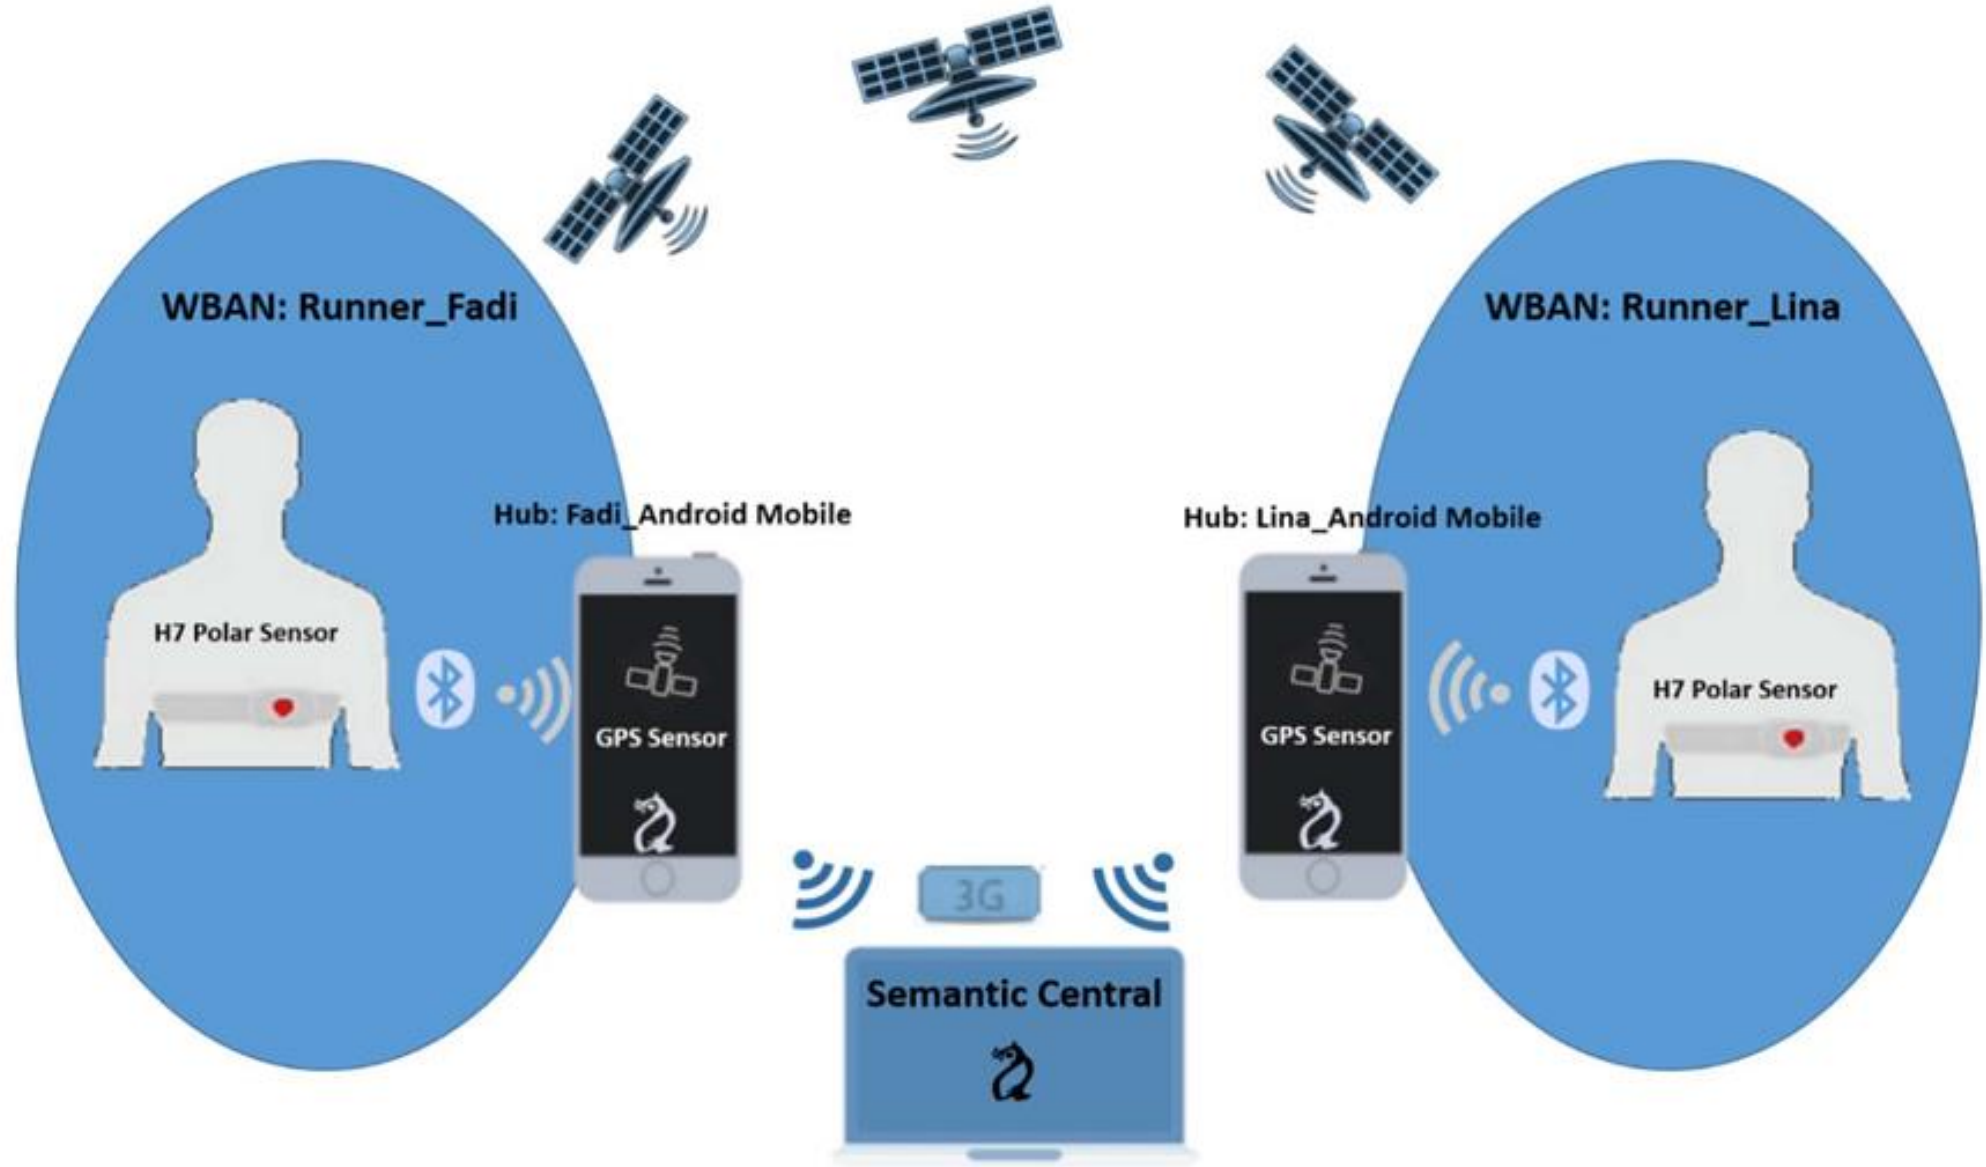 WBAN: Runner_Fadi
WBAN: Runner_Lina
Hub: Fadi_Android Mobile
Hub: Lina_Android Mobile
H7 Polar Sensor
H7 Polar Sensor
GPS Sensor
GPS Sensor
3G
Semantic Central